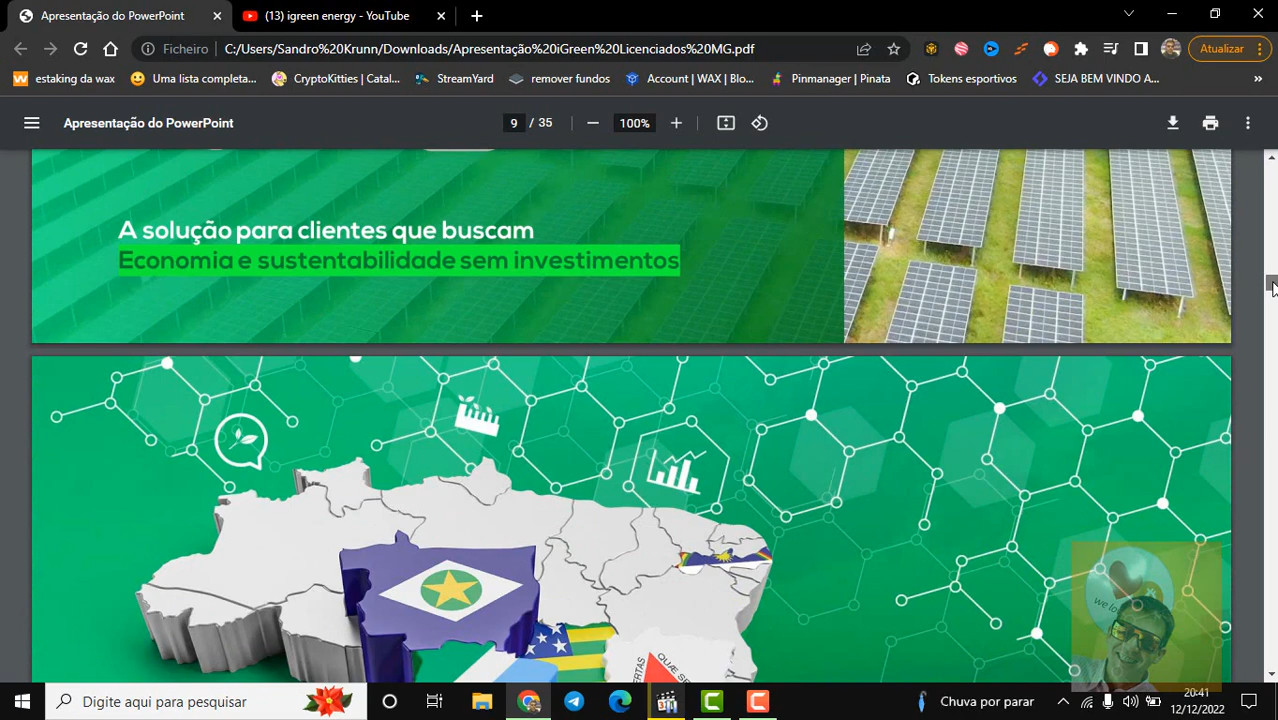 Apresentação do PowerPoint
(13) igreen energy - YouTube
Ficheiro
C:/Users/Sandro%20Krunn/Downloads/Apresentação%20iGreen%20Licenciados%20MG.pdf
Atualizar
estaking da wax
Uma lista completa...
CryptoKitties | Catal...
StreamYard
remover fundos
Account | WAX | Blo...
Pinmanager | Pinata
Tokens esportivos
SEJA BEM VINDO A...
Apresentação do PowerPoint
9 / 35
100%
A solução para clientes que buscam
Economia e sustentabilidade sem investimentos
QUÆ
we lo
Digite aqui para pesquisar
Chuva por parar
20:41
12/12/2022